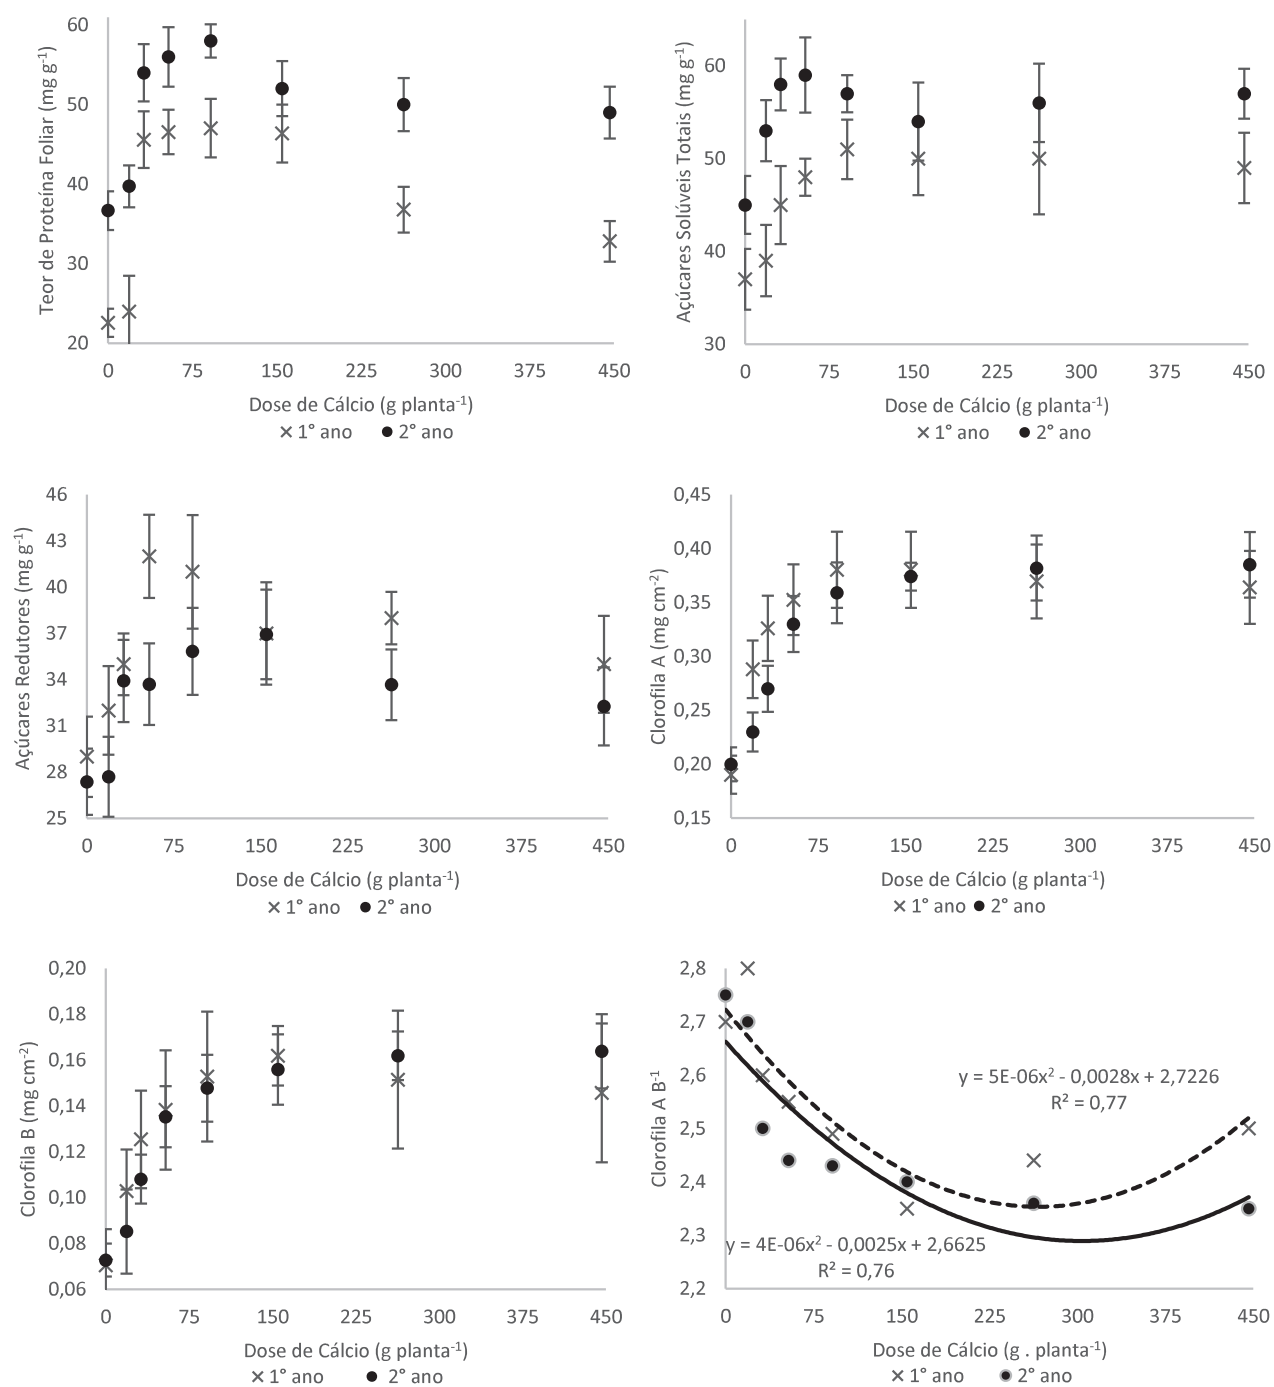 60
50
40
30
20
Teor de Proteína Foliar (mg g-1)
0 75 150 225 300 375 450
Dose de Cálcio (g planta-1)
1° ano 2° ano
60
50
40
30
Açúcares Solúveis Totais (mg g-1)
0 75 150 225 300 375 450
Dose de Cálcio (g planta-1)
1° ano 2° ano
46
43
40
37
34
31
28
25
Açúcares Redutores (mg g-1)
0 75 150 225 300 375 450
Dose de Cálcio (g planta-1)
1° ano 2° ano
0,45
0,40
0,35
0,30
0,25
0,20
0,15
Clorofila A (mg cm-2)
0 75 150 225 300 375 450
Dose de Cálcio (g planta-1)
1° ano 2° ano
0,20
0,18
0,16
0,14
0,12
0,10
0,08
0,06
Clorofila B (mg cm-2)
0 75 150 225 300 375 450
Dose de Cálcio (g planta-1)
1° ano 2° ano
2,8
2,7
2,6
2,5
2,4
2,3
2,2
Clorofila A B-1
y = 5E-06x² - 0,0028x + 2,7226
R² = 0,77
y = 4E-06x² - 0,0025x + 2,6625
R² = 0,76
0 75 150 225 300 375 450
Dose de Cálcio (g . planta-1)
1° ano 2° ano